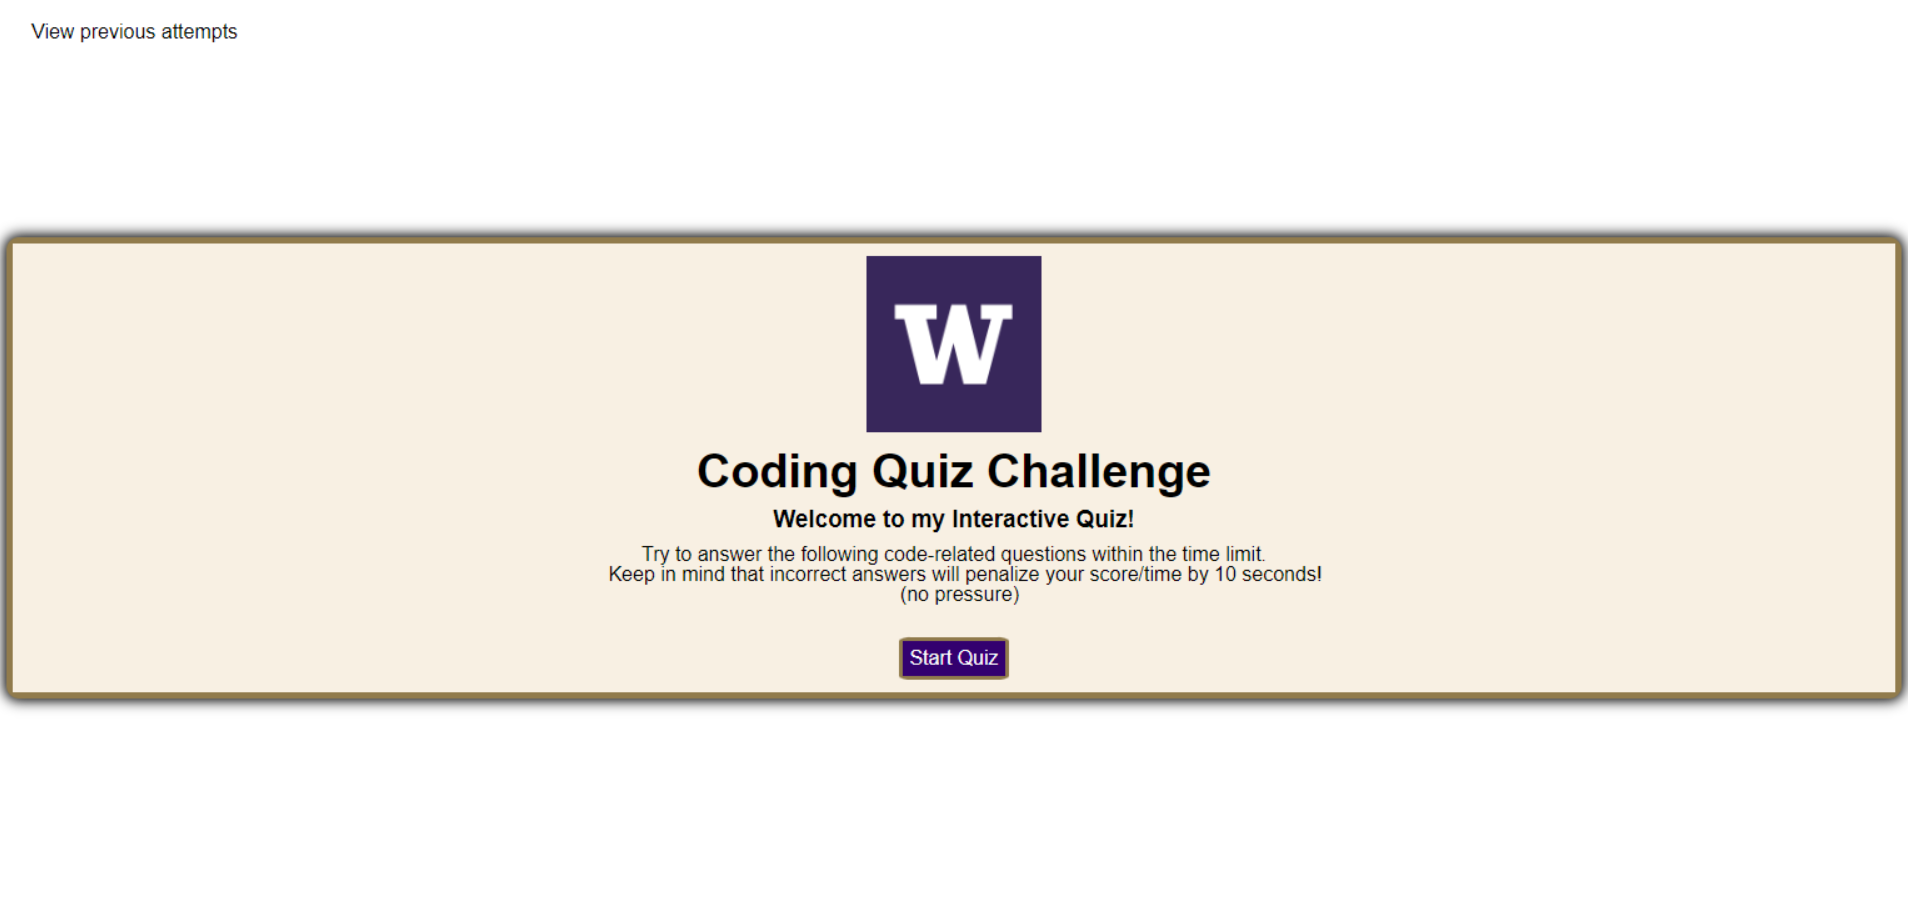 View previous attempts
W
Coding Quiz Challenge
Welcome to my Interactive Quiz!
Try to answer the following code-related questions within the time limit.
Keep in mind that incorrect answers will penalize your score/time by 10 seconds!
(no pressure)
Start Quiz